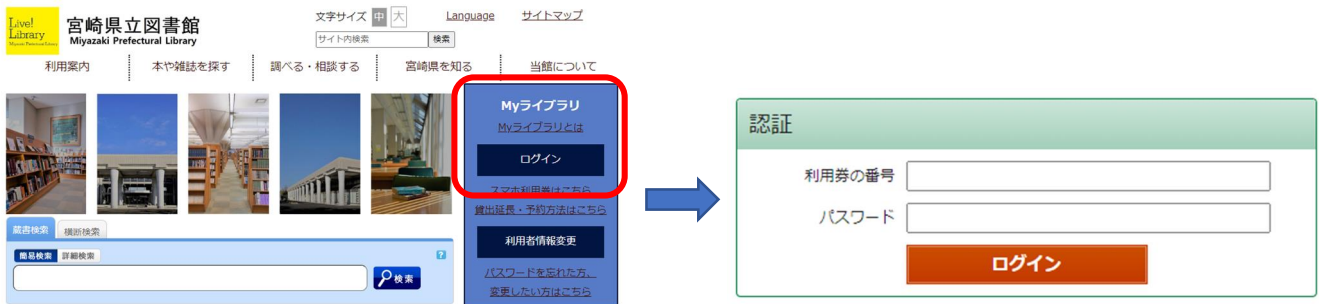 Live!
Library
Miyazaki Prefectural Library
宮崎県立図書館
Miyazaki Prefectural Library
文字サイズ 中 大 Language サイトマップ
サイト内検索 検索
利用案内 本や雑誌を探す 調べる・相談する 宮崎県を知る 当館について
Myライブラリ
Myライブラリとは
ログイン
スマホ利用券はこちら
貸出延長・予約方法はこちら
利用者情報変更
パスワードを忘れた方、
変更したい方はこちら
蔵書検索 横断検索
簡易検索 詳細検索 ?
検索
認証
利用券の番号
パスワード
ログイン